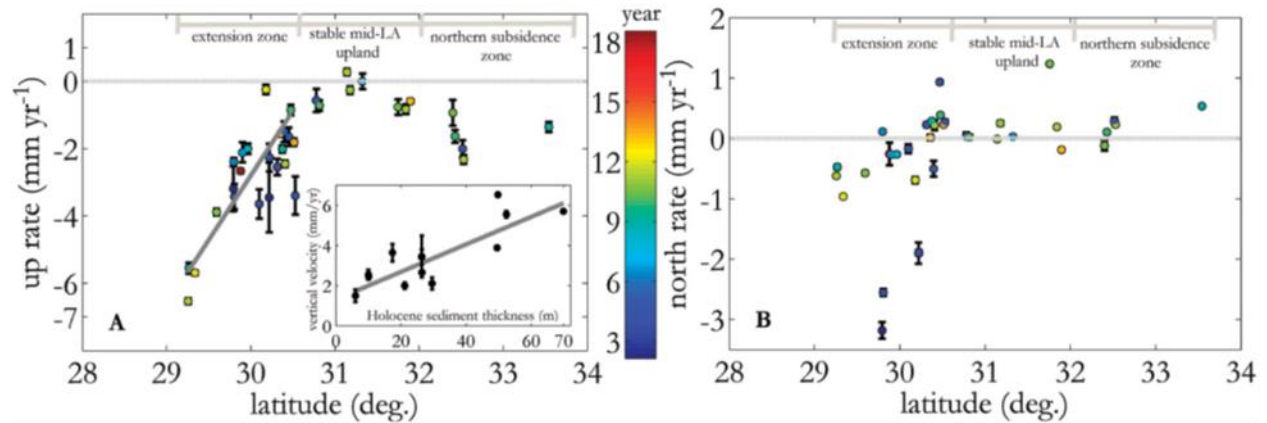 year
extension zone
stable mid-LA
upland
northern subsidence
zone
up rate (mm yr-1)
1
0
-2
-4
-6
-7
A
28
29
30
31
32
33
34
latitude (deg.)
vertical velocity (mm/yr)
6
4
2
0
0
20
40
60
70
Holocene sediment thickness (m)
18
15
12
9
6
3
extension zone
stable mid-LA
upland
northern subsidence
zone
north rate (mm yr-1)
2
1
0
-1
-2
-3
B
28
29
30
31
32
33
34
latitude (deg.)